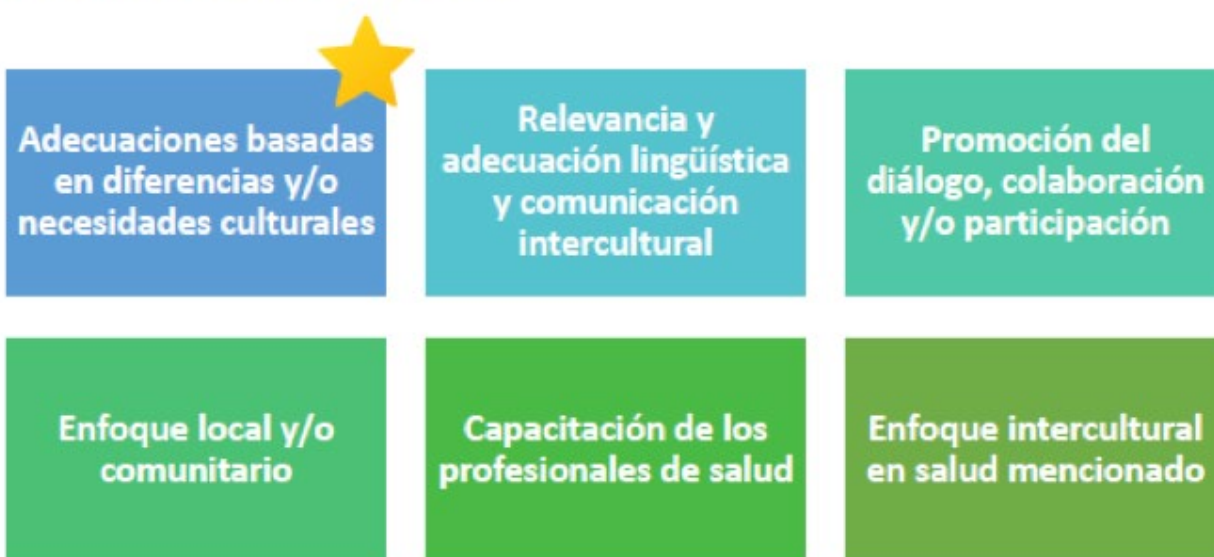 Adecuaciones basadas
en diferencias y/o
necesidades culturales
Relevancia y
adecuación lingüística
y comunicación
intercultural
Promoción del
diálogo, colaboración
y/o participación
Enfoque local y/o
comunitario
Capacitación de los
profesionales de salud
Enfoque intercultural
en salud mencionado